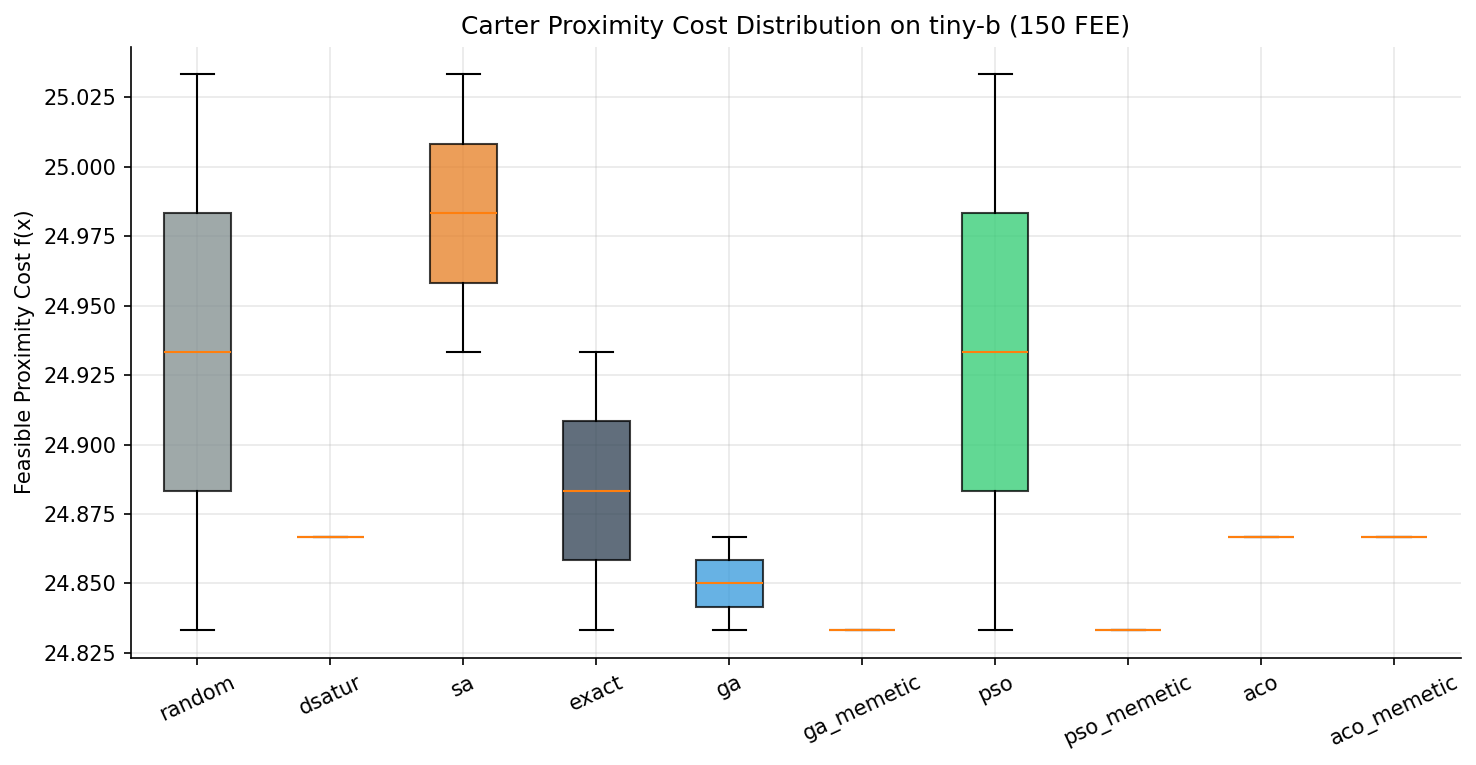 Carter Proximity Cost Distribution on tiny-b (150 FEE)
Feasible Proximity Cost f(x)
25.025
25.000
24.975
24.950
24.925
24.900
24.875
24.850
24.825
random
dsatur
sa
exact
ga
ga_memetic
pso
pso_memetic
aco
aco_memetic